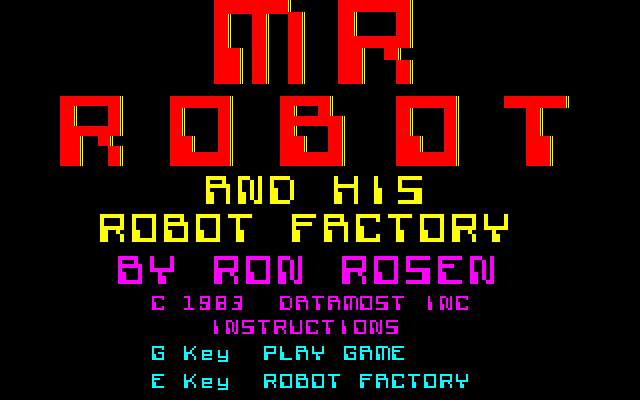 MR
ROBOT
AND HIS
ROBOT FACTORY
BY RON ROSEN
C 1983 DATAMOST INC
INSTRUCTIONS
G Key PLAY GAME
E Key ROBOT FACTORY